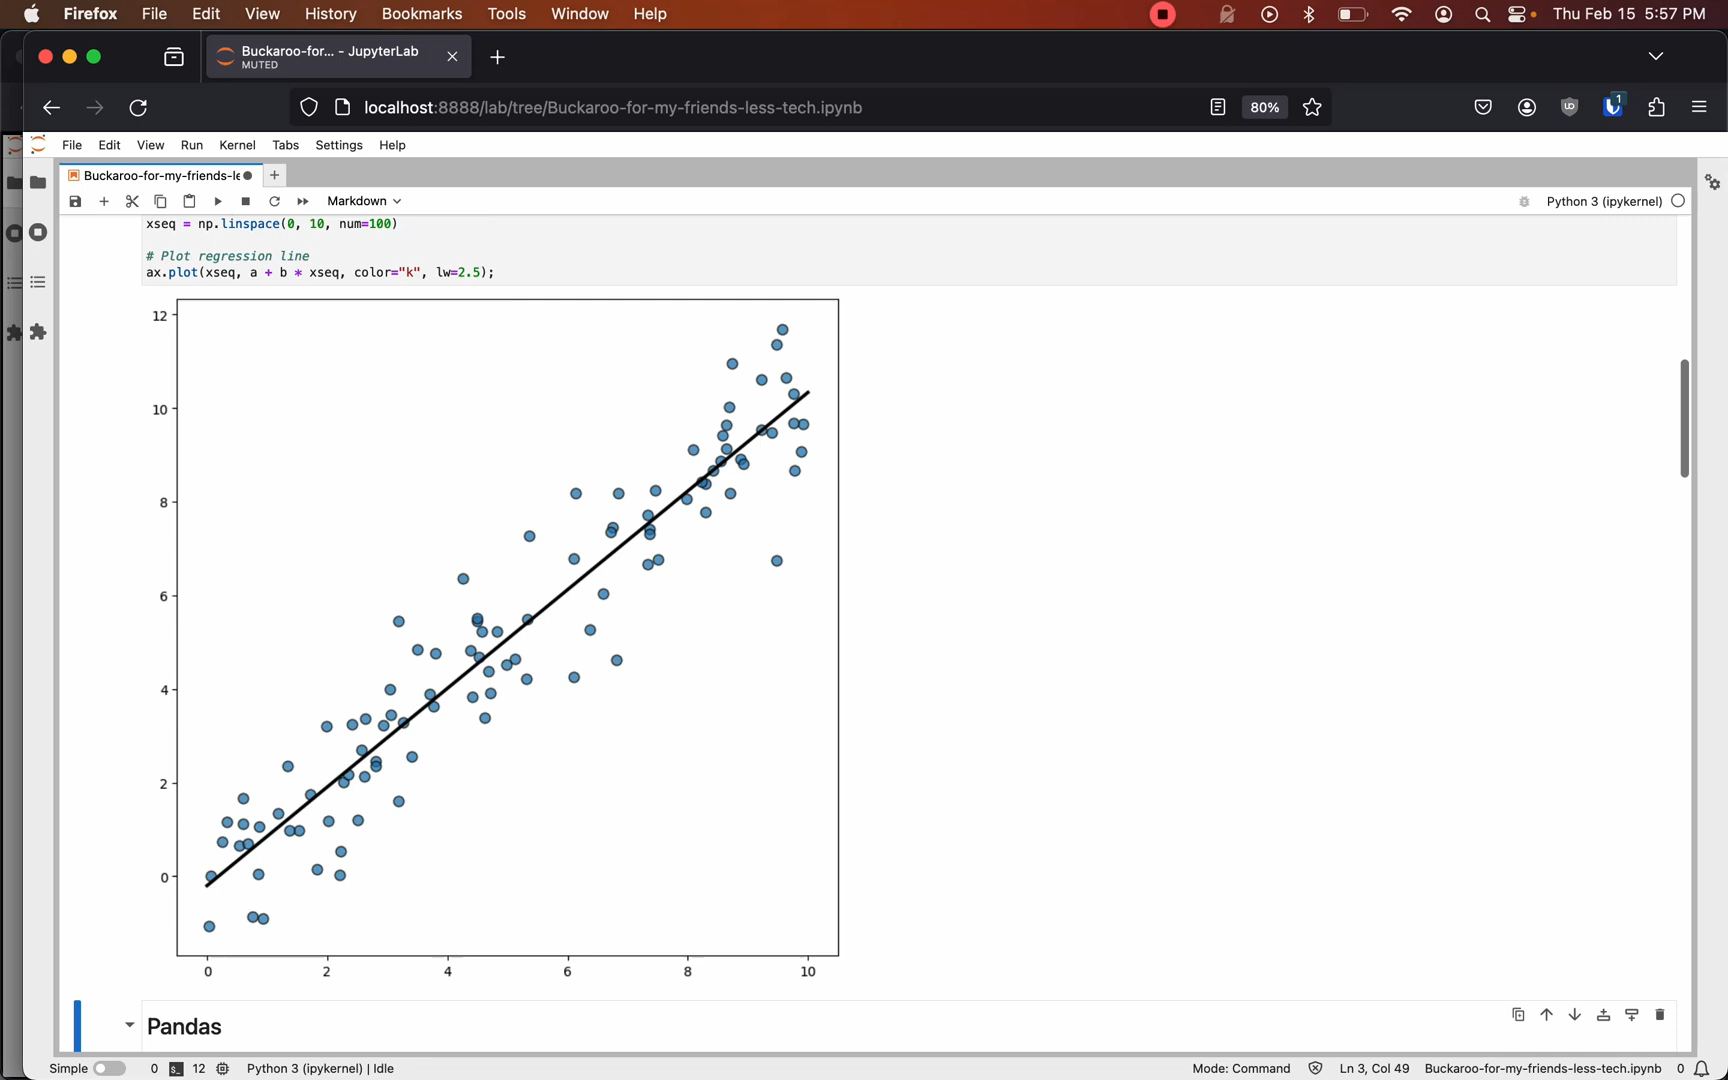 Firefox File Edit View History Bookmarks Tools Window Help Thu Feb 15 5:57 PM
Buckaroo-for... - JupyterLab
MUTED
localhost:8888/lab/tree/Buckaroo-for-my-friends-less-tech.ipynb 80% 1
File Edit View Run Kernel Tabs Settings Help
Buckaroo-for-my-friends-le
Markdown Python 3 (ipykernel)
xseq = np.linspace(0, 10, num=100)
# Plot regression line
ax.plot(xseq, a + b * xseq, color="k", lw=2.5);
12
10
8
6
4
2
0
0 2 4 6 8 10
Pandas
Simple 0 12 Python 3 (ipykernel) | Idle Mode: Command Ln 3, Col 49 Buckaroo-for-my-friends-less-tech.ipynb 0